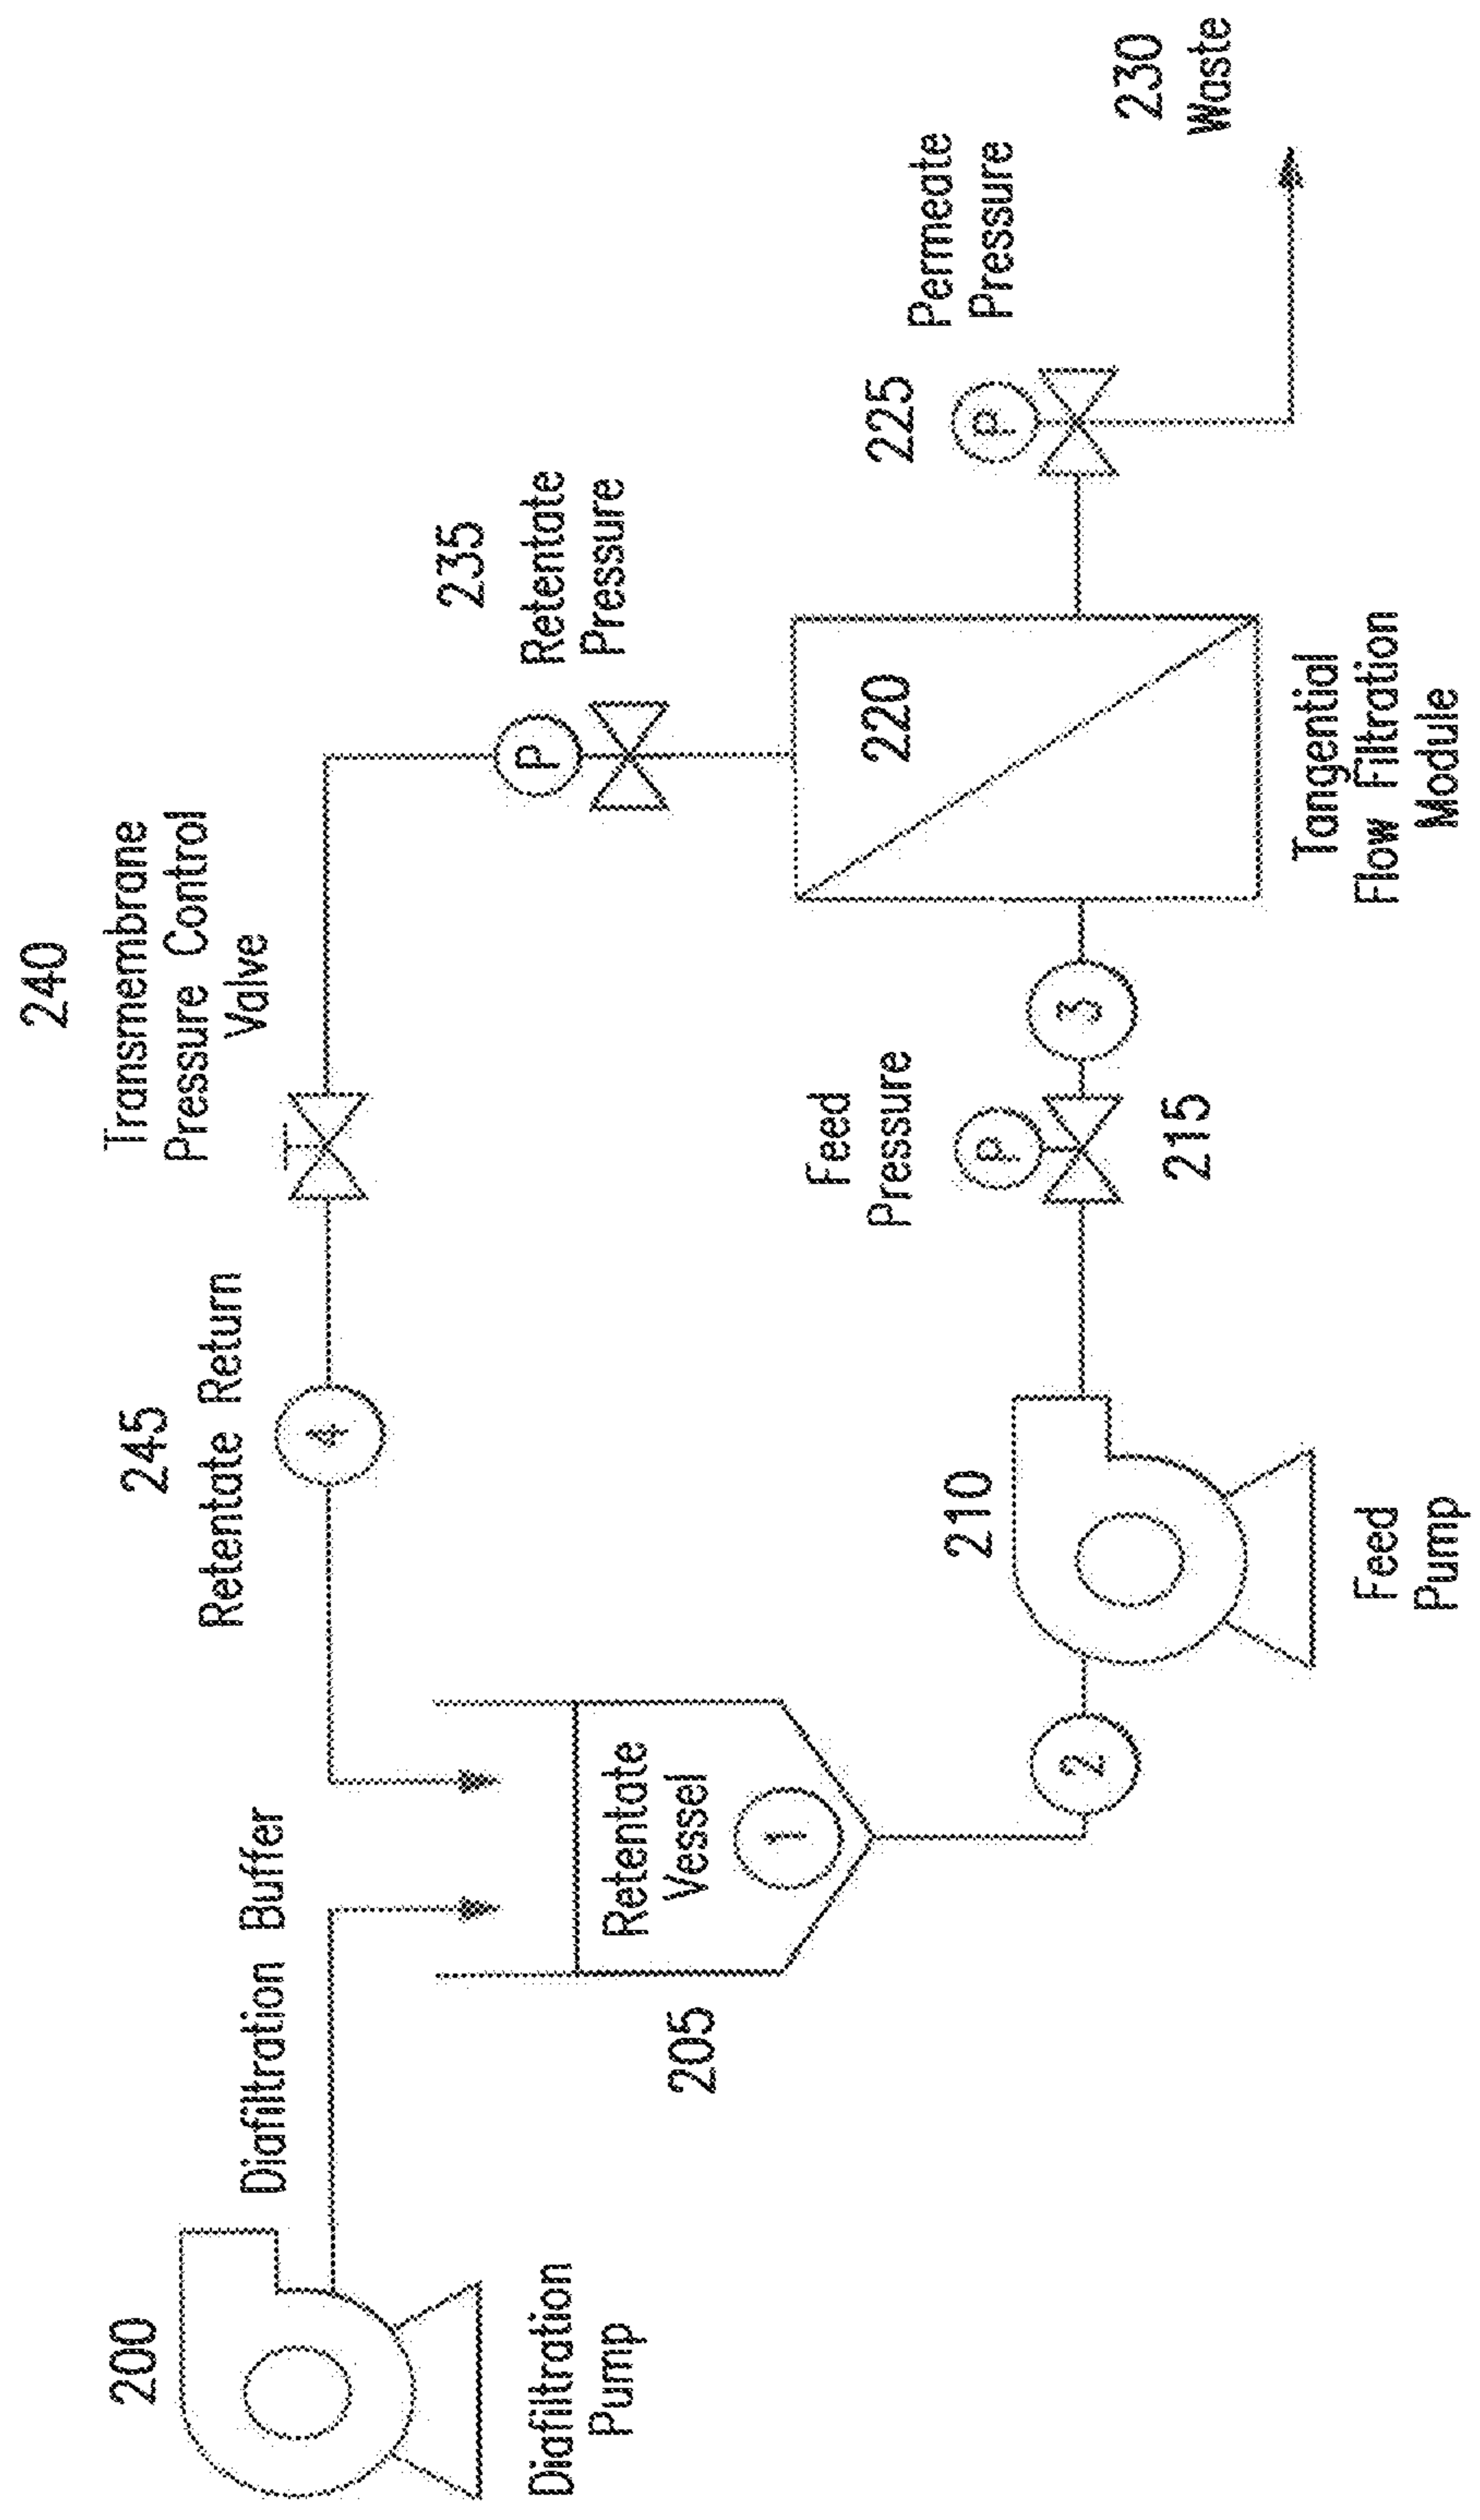 200
Diafiltration
Pump
Diafiltration Buffer
205
Retentate
Vessel
1
2
210
Feed
Pump
Feed
Pressure
P
215
3
220
Tangential
Flow Filtration
Module
225
Permeate
Pressure
P
230
Waste
235
Retentate
Pressure
P
240
Transmembrane
Pressure Control
Valve
245
Retentate Return
4